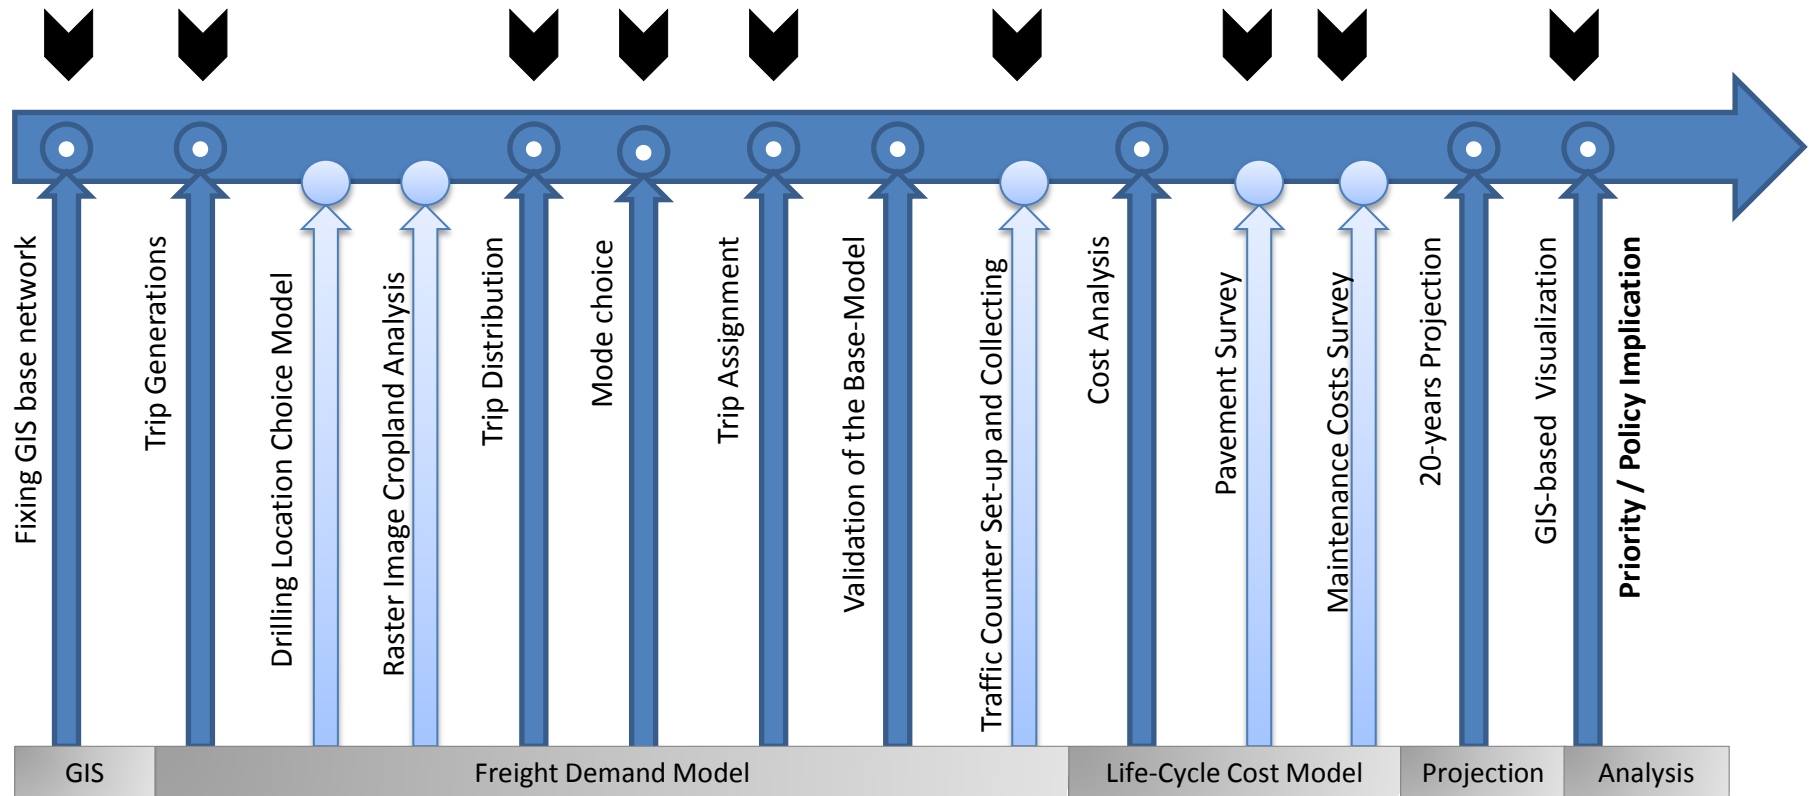 Fixing GIS base network
Trip Generations
Drilling Location Choice Model
Raster Image Cropland Analysis
Trip Distribution
Mode choice
Trip Assignment
Validation of the Base-Model
Traffic Counter Set-up and Collecting
Cost Analysis
Pavement Survey
Maintenance Costs Survey
20-years Projection
GIS-based Visualization
Priority / Policy Implication
GIS
Freight Demand Model
Life-Cycle Cost Model
Projection
Analysis